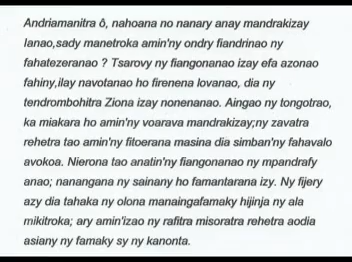 Andriamanitra ô, nahoana no nanary anay mandrakizay
Ianao,sady manetroka amin'ny ondry fiandrinao ny
fahatezeranao ? Tsarovy ny fiangonanao izay efa azonao
fahiny,ilay navotanao ho firenena lovanao, dia ny
tendrombohitra Ziona izay nonenanao. Aingao ny tongotrao,
ka miakara ho amin'ny voarava mandrakizay;ny zavatra
rehetra tao amin'ny fitoerana masina dia simban'ny fahavalo
avokoa. Nierona tao anatin'ny fiangonanao ny mpandrafy
anao; nanangana ny sainany ho famantarana izy. Ny fijery
azy dia tahaka ny olona manaingafamaky hijinja ny ala
mikitroka; ary amin'izao ny rafitra misoratra rehetra aodia
asiany ny famaky sy ny kanonta.